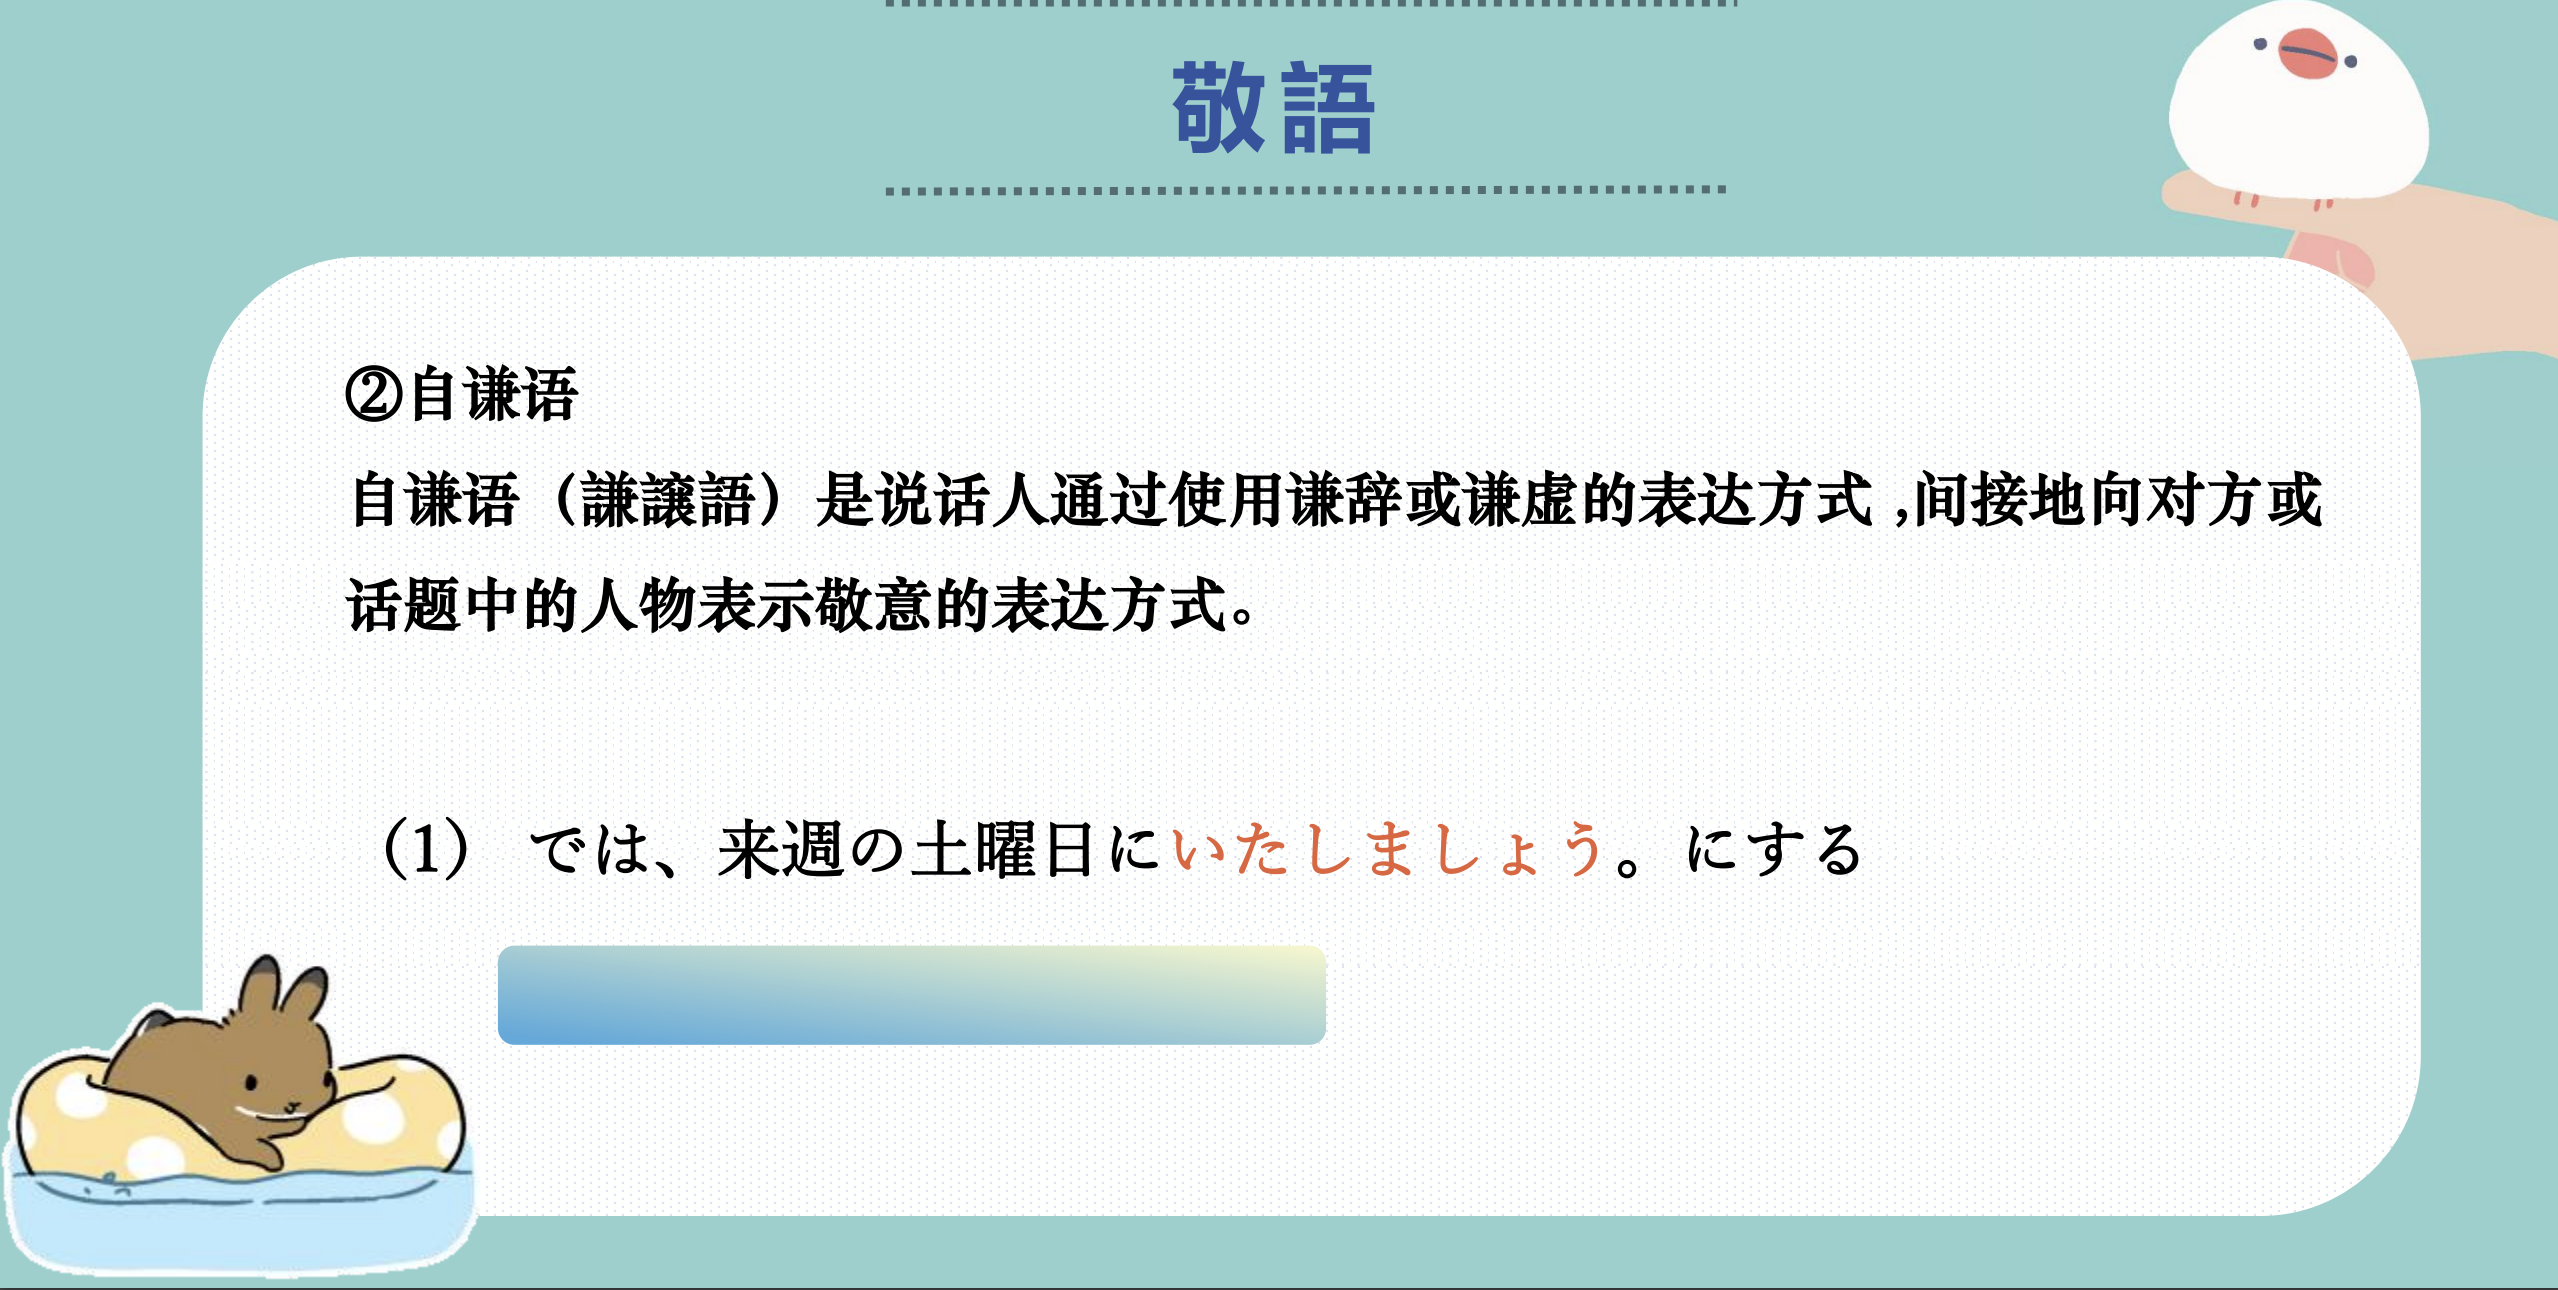 敬語
②自谦语
自谦语（謙譲語）是说话人通过使用谦辞或谦虚的表达方式 ,间接地向对方或
话题中的人物表示敬意的表达方式。
（1） では、来週の土曜日にいたしましょう。にする